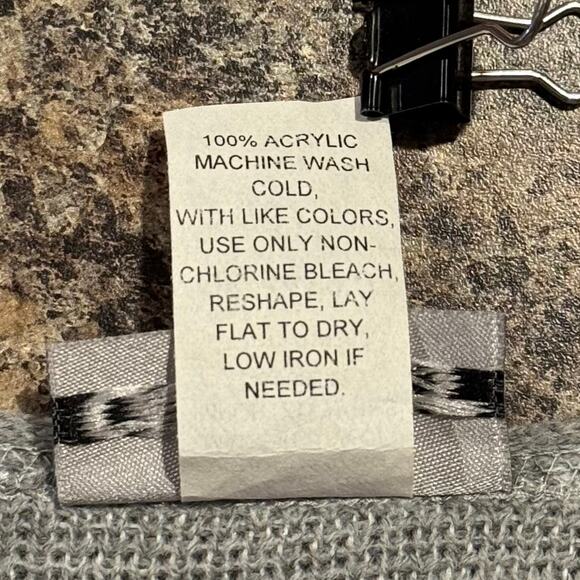 100% ACRYLIC
MACHINE WASH
COLD,
WITH LIKE COLORS,
USE ONLY NON-
CHLORINE BLEACH,
RESHAPE, LAY
FLAT TO DRY,
LOW IRON IF
NEEDED.